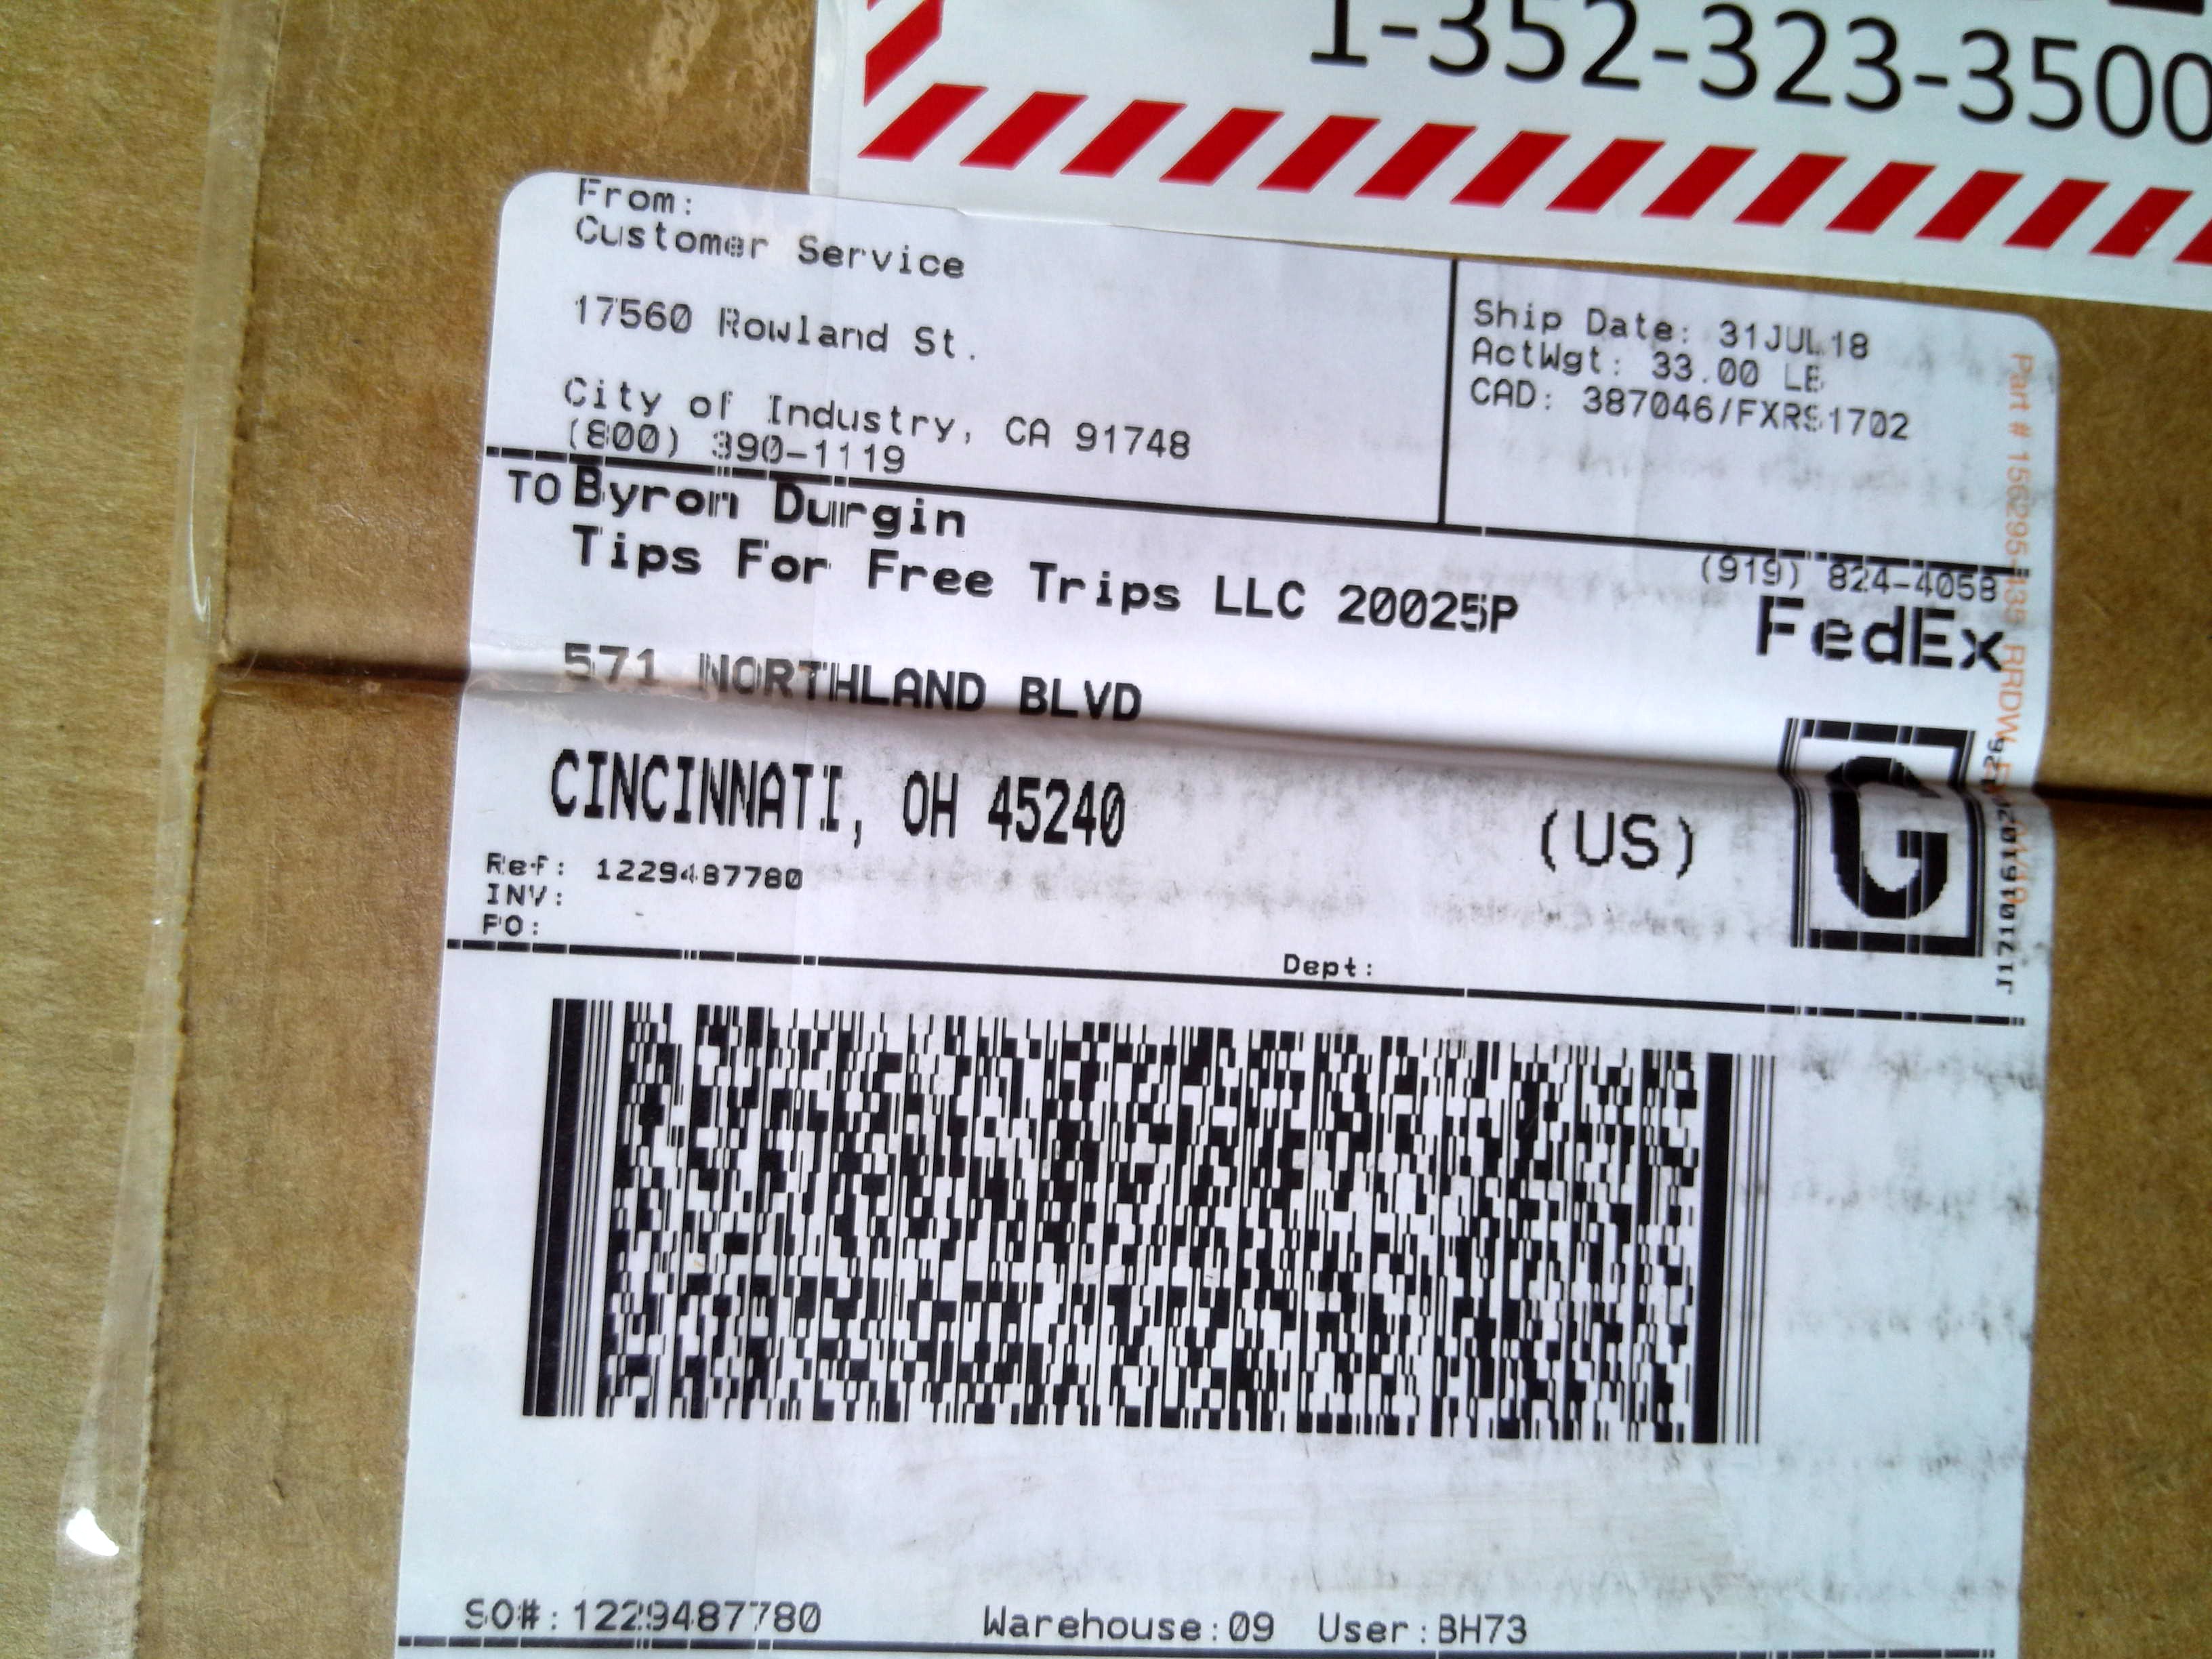 1-352-323-3500
From:
Customer Service
17560 Rowland St.
City of Industry, CA 91748
(800) 390-1119
Ship Date: 31JUL18
ActWgt: 33.00 LB
CAD: 387046/FXRS1702
TO Byron Durgin
Tips For Free Trips LLC 20025P
(919) 824-4058
FedEx
571 NORTHLAND BLVD
CINCINNATI, OH 45240
(US)
G
Ref: 1229487780
INV:
PO:
Dept:
SO#: 1229487780 Warehouse:09 User:BH73
Part #